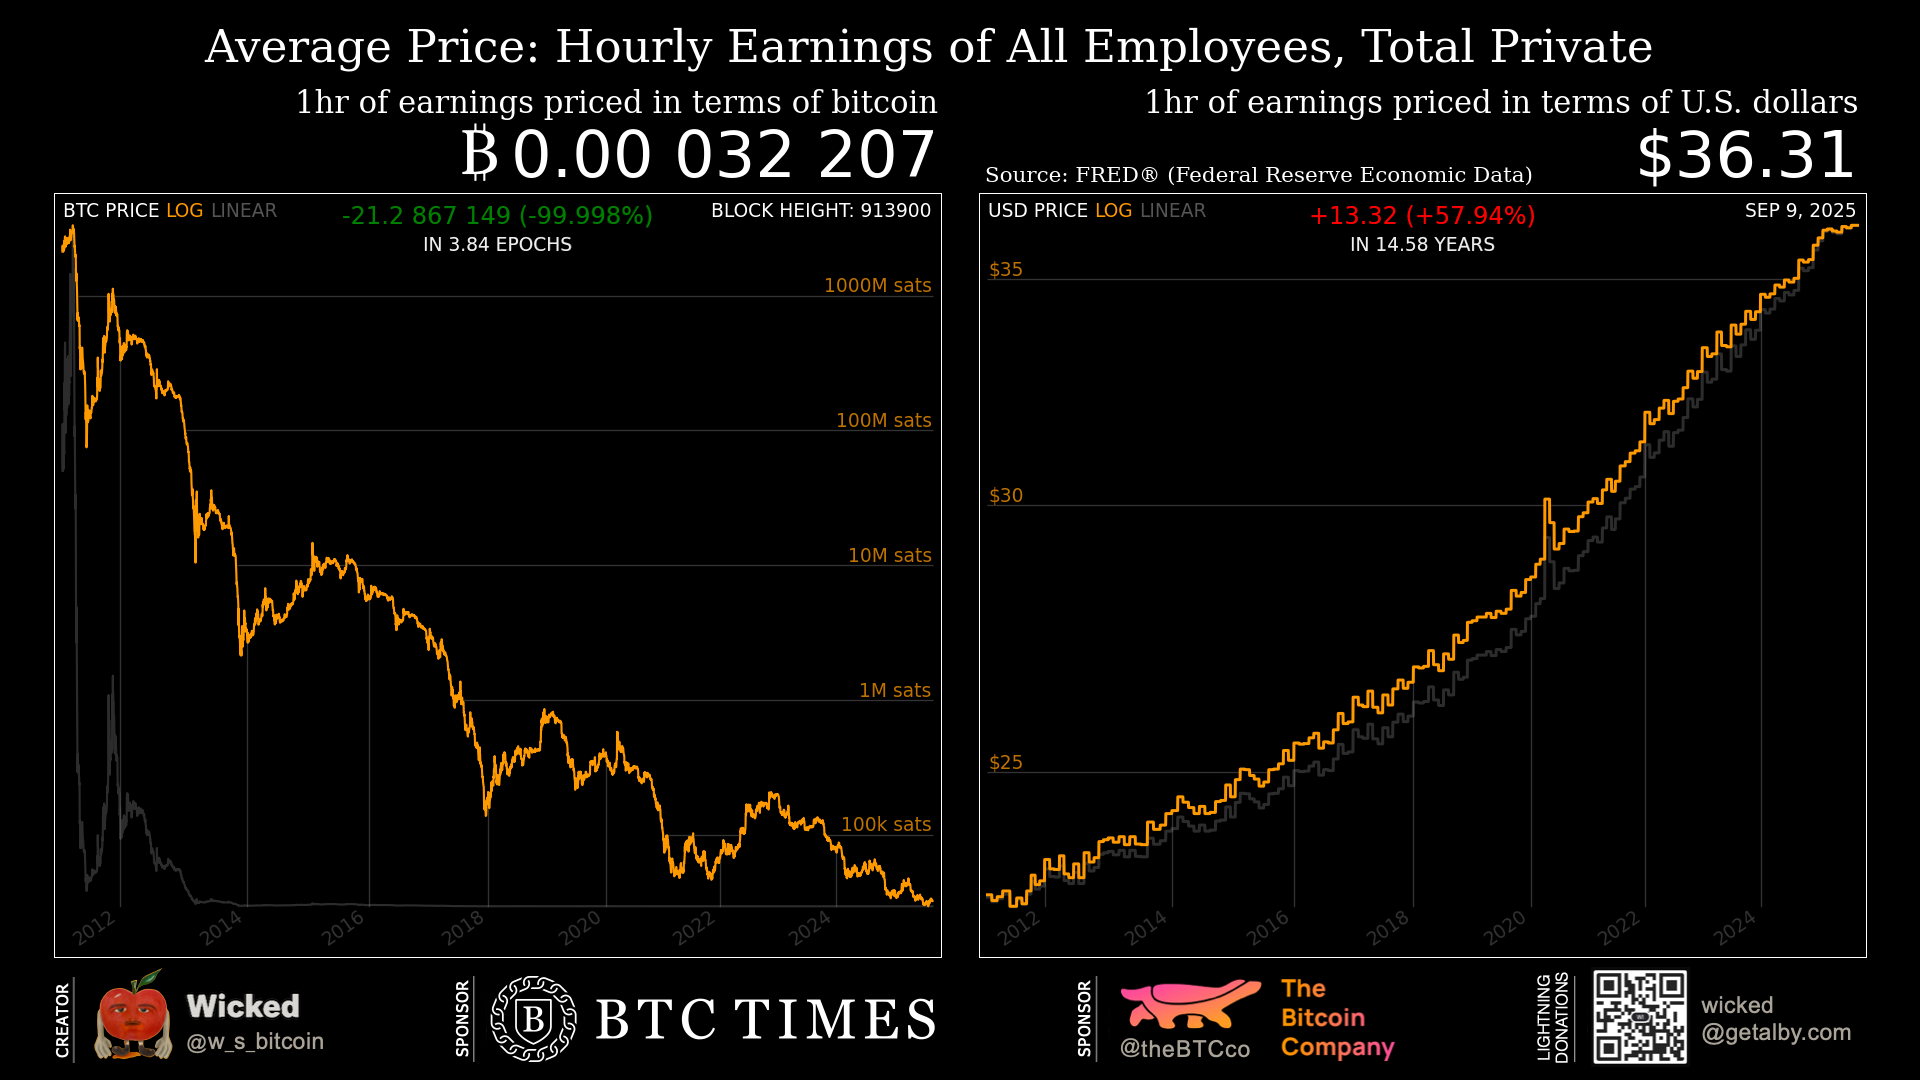 Average Price: Hourly Earnings of All Employees, Total Private
1hr of earnings priced in terms of bitcoin
₿ 0.00 032 207
BTC PRICE LOG LINEAR
-21.2 867 149 (-99.998%)
IN 3.84 EPOCHS
BLOCK HEIGHT: 913900
1000M sats
100M sats
10M sats
1M sats
100k sats
2012
2014
2016
2018
2020
2022
2024
1hr of earnings priced in terms of U.S. dollars
Source: FRED® (Federal Reserve Economic Data)
$36.31
USD PRICE LOG LINEAR
+13.32 (+57.94%)
IN 14.58 YEARS
SEP 9, 2025
$35
$30
$25
2012
2014
2016
2018
2020
2022
2024
CREATOR
Wicked
@w_s_bitcoin
SPONSOR
B
BTC TIMES
SPONSOR
@theBTCco
The
Bitcoin
Company
LIGHTNING
DONATIONS
wicked
@getalby.com